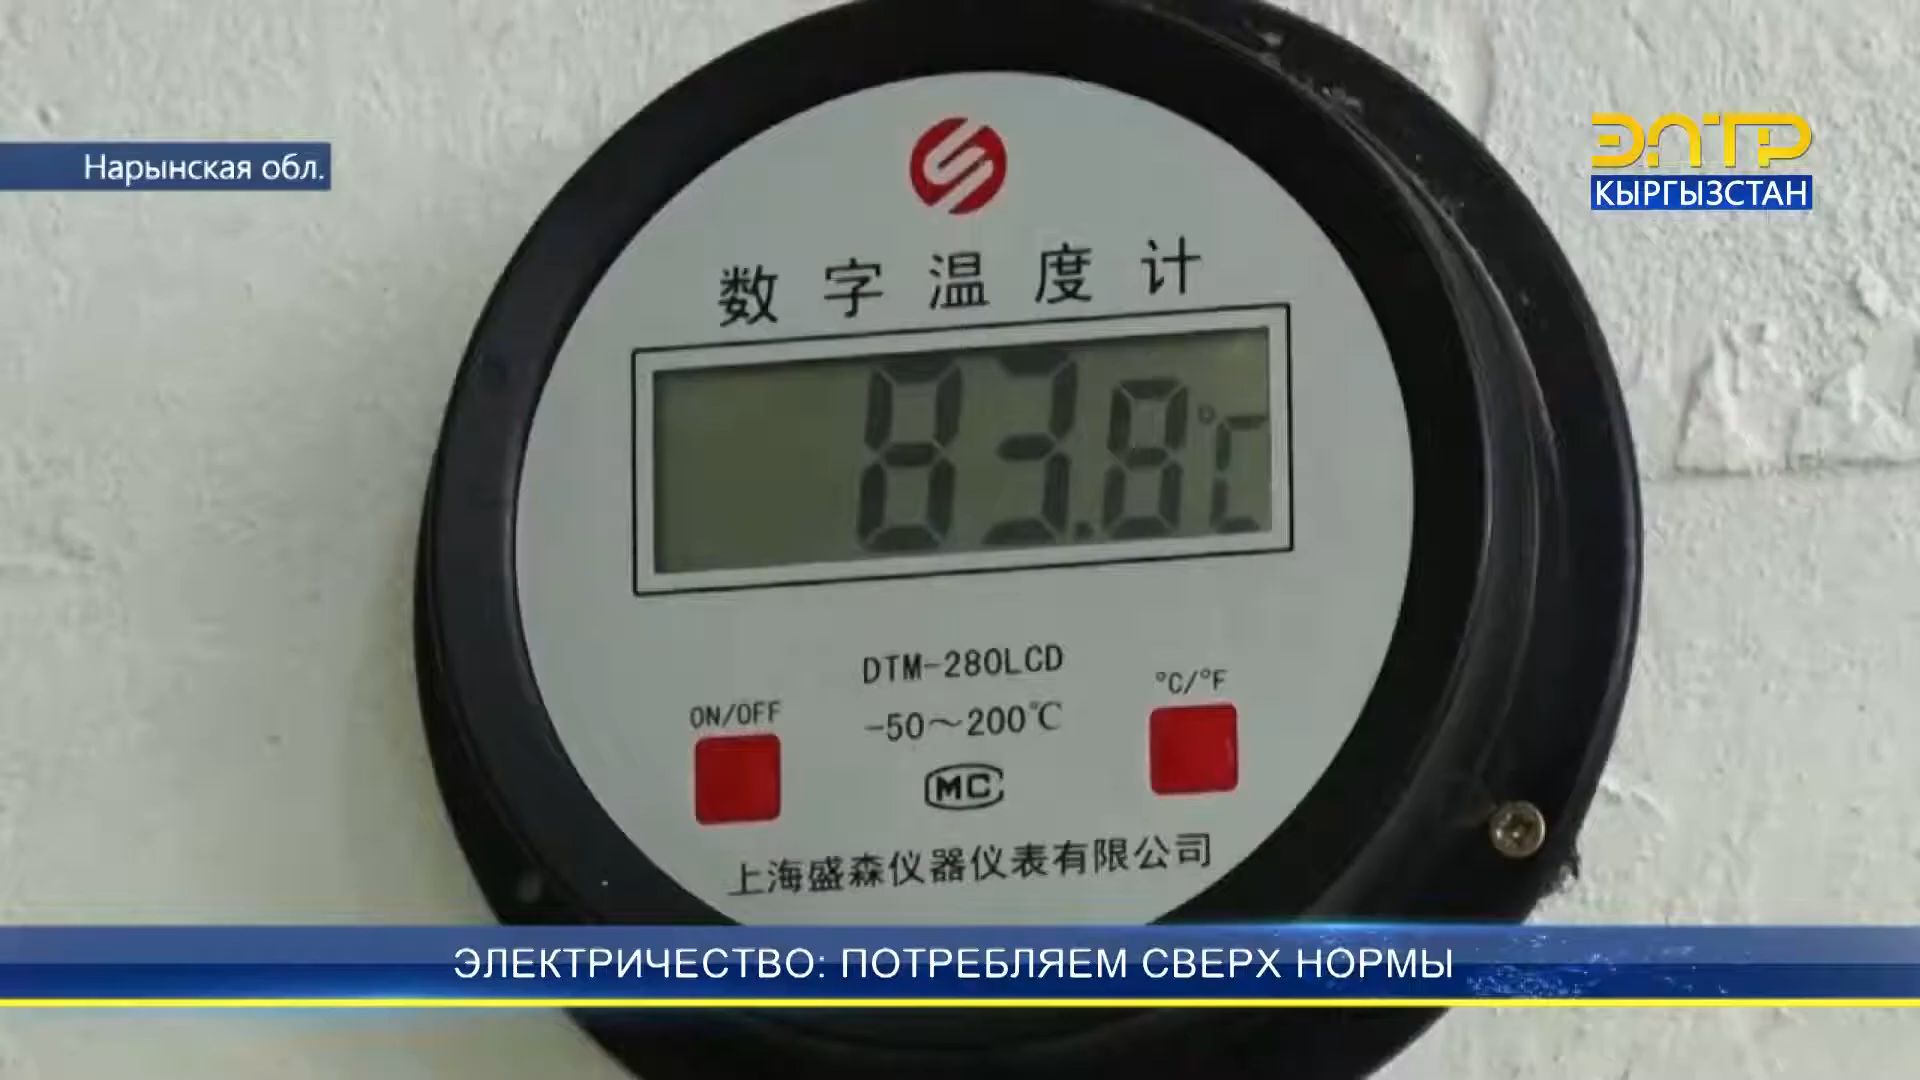 Нарынская обл.
ЭЛТР
КЫРГЫЗСТАН
数字温度计
83.8℃
DTM-280LCD
ON/OFF
-50～200℃
°C/°F
MC
上海盛森仪器仪表有限公司
ЭЛЕКТРИЧЕСТВО: ПОТРЕБЛЯЕМ СВЕРХ НОРМЫ